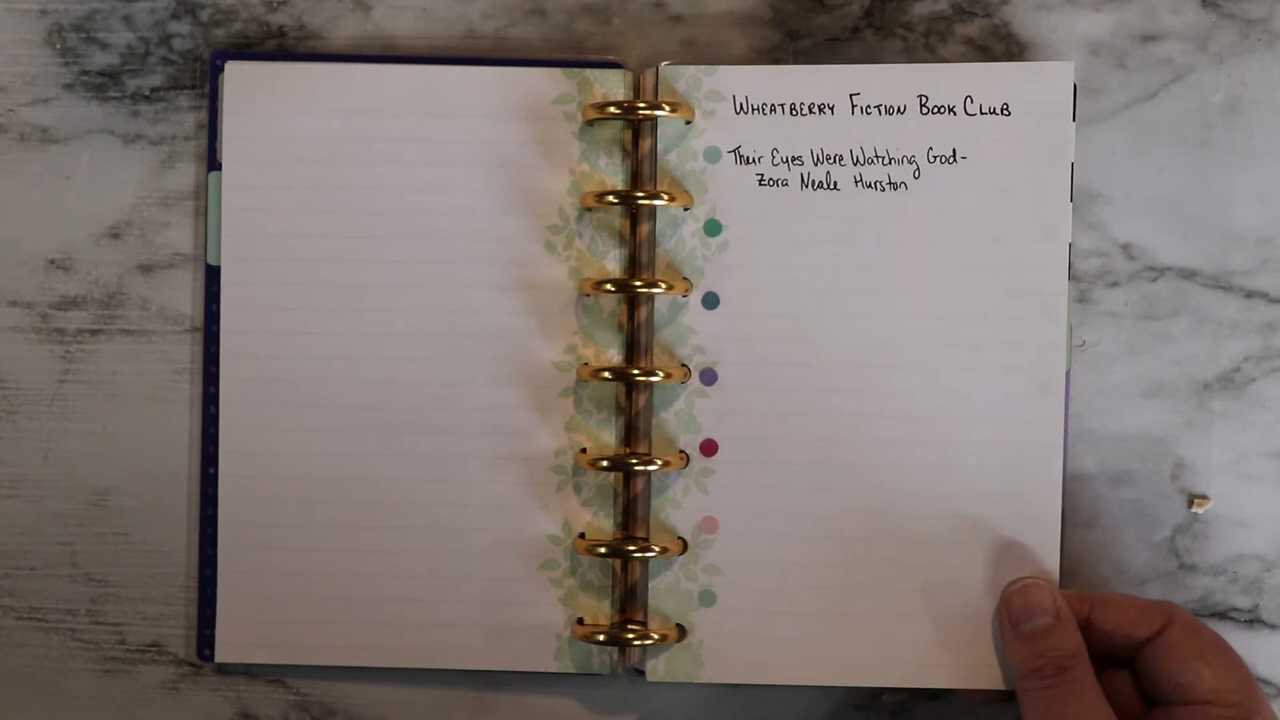 Wheatberry Fiction Book Club
Their Eyes Were Watching God-
Zora Neale Hurston